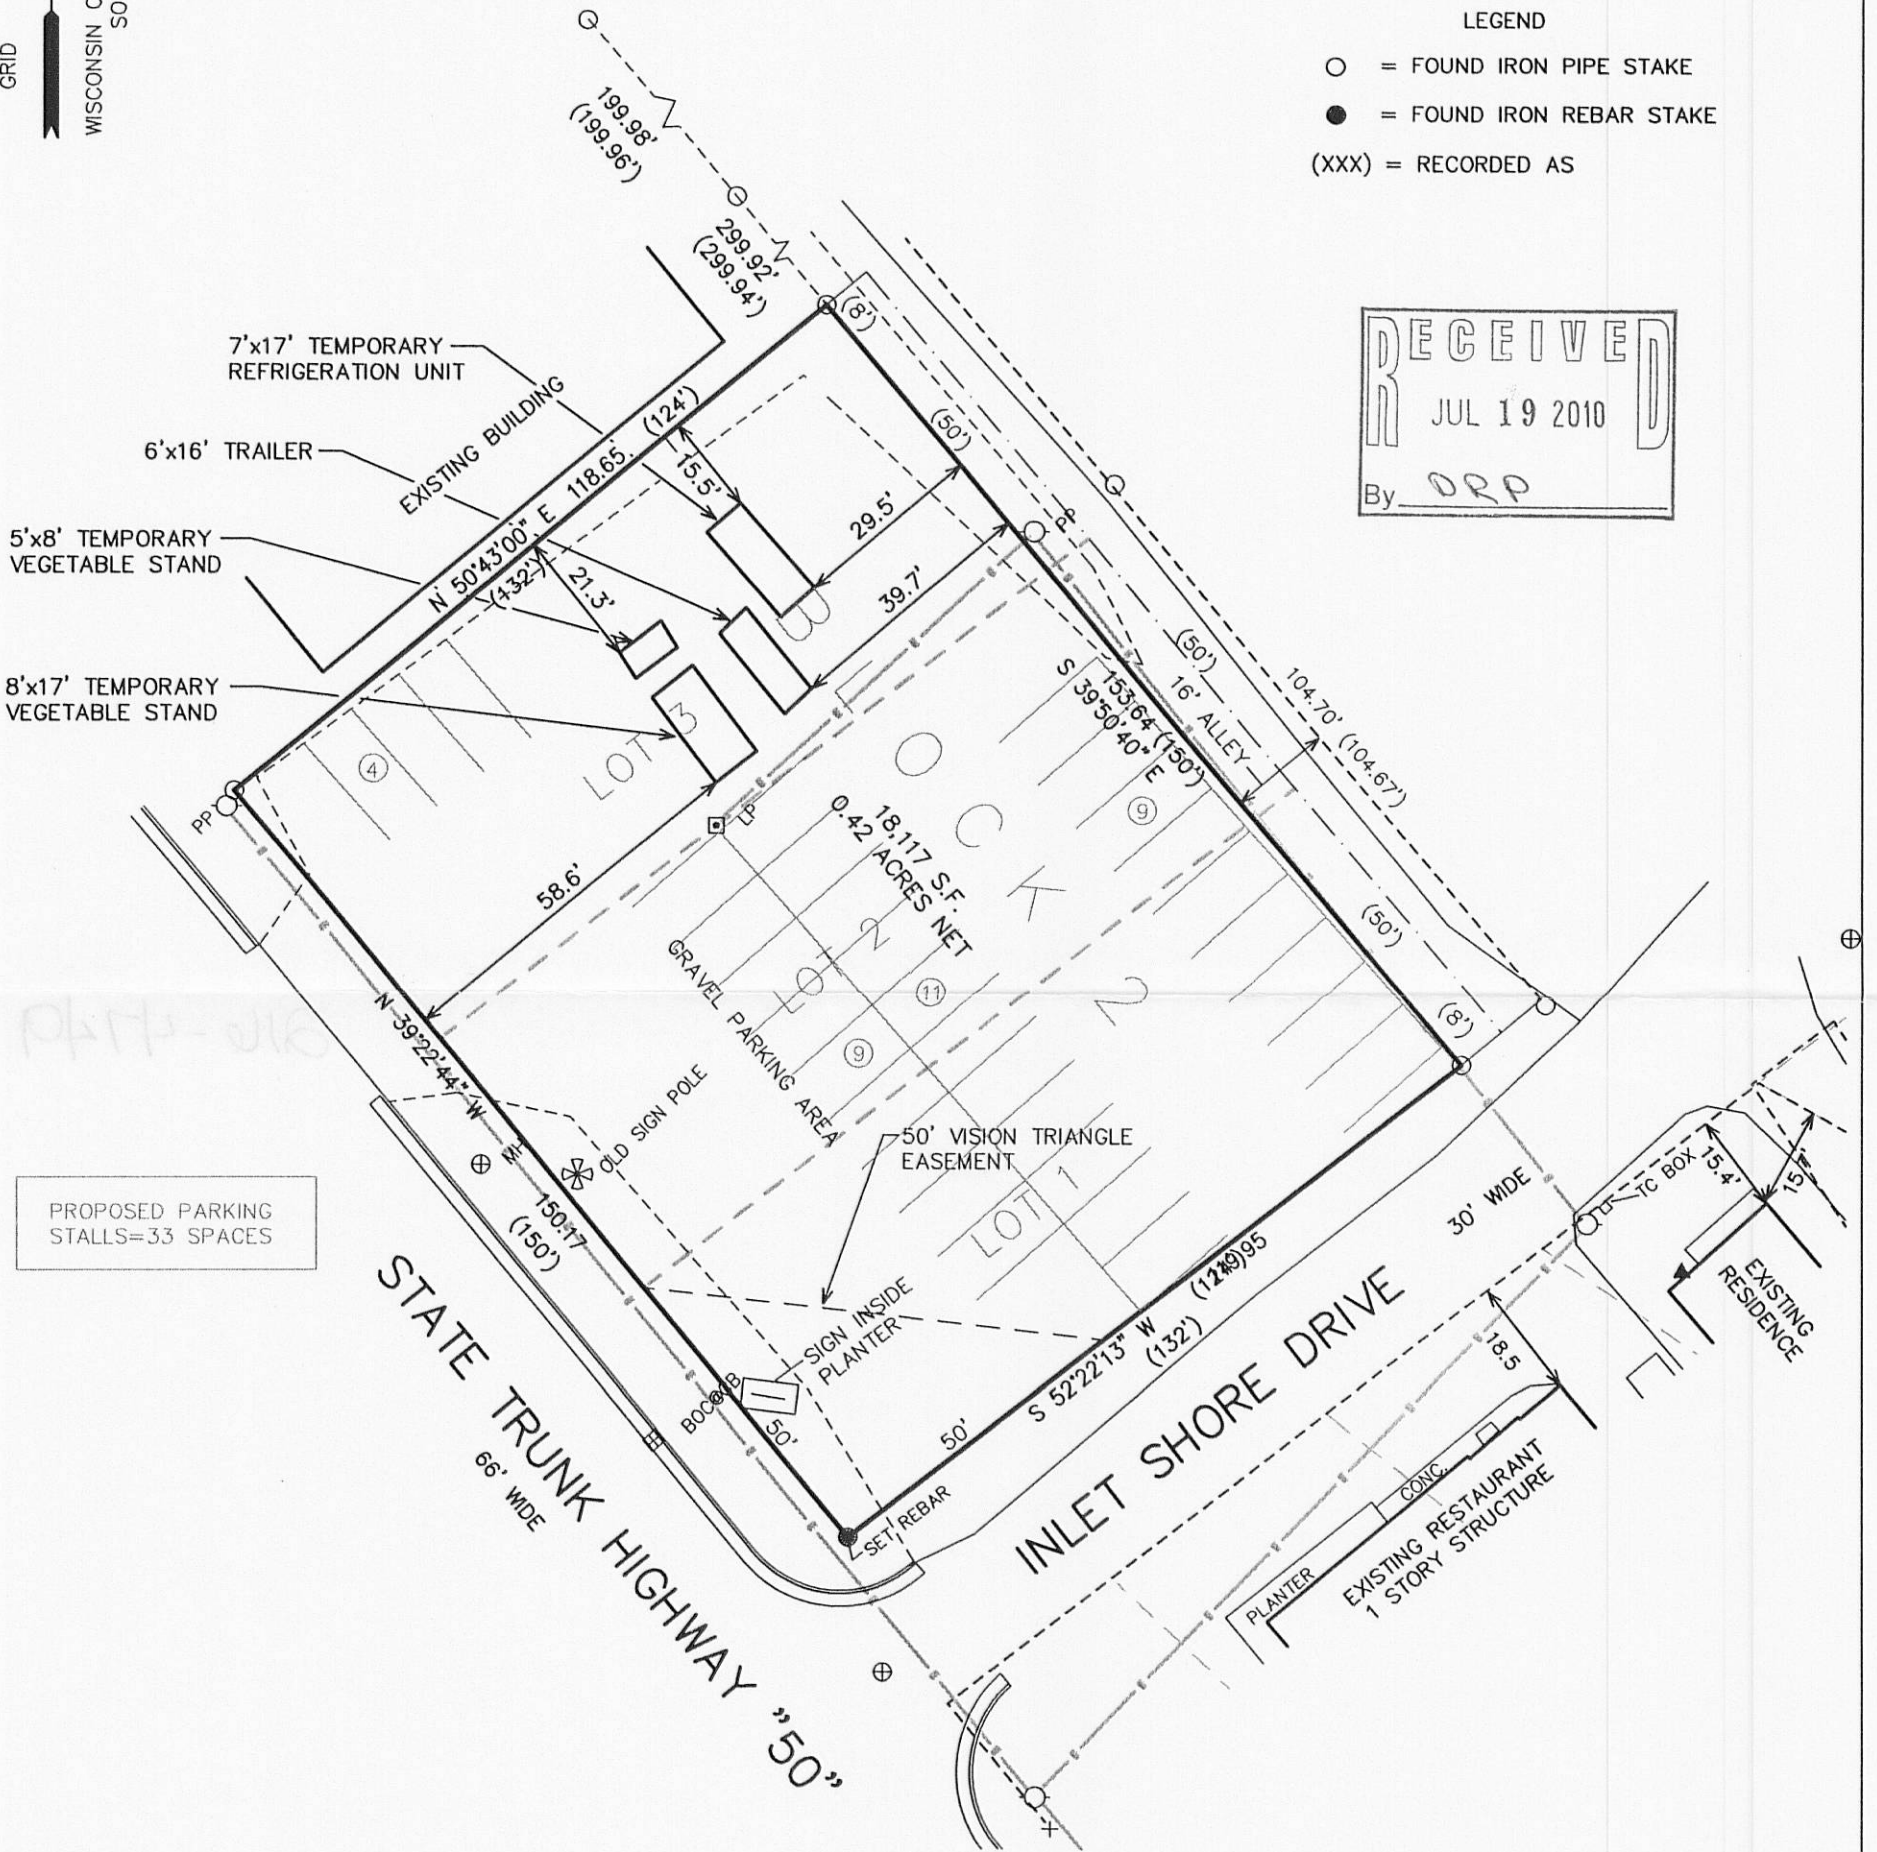 GRID
WISCONSIN
LEGEND
○ = FOUND IRON PIPE STAKE
● = FOUND IRON REBAR STAKE
(XXX) = RECORDED AS
199.98'
(199.96')
299.92'
(299.94')
RECEIVED
JUL 19 2010
By DRP
7'x17' TEMPORARY
REFRIGERATION UNIT
6'x16' TRAILER
5'x8' TEMPORARY
VEGETABLE STAND
8'x17' TEMPORARY
VEGETABLE STAND
EXISTING BUILDING
N 50°43'00" E 118.65' (124')
(132')
(8')
(50')
15.5'
29.5'
39.7'
21.3'
58.6'
PP
PP
LP
BLOCK 2
LOT 3
LOT 2
LOT 1
4
9
11
9
S 39°50'40" E
153.64 (150')
(50')
16' ALLEY
104.70' (104.67')
(50')
(8')
18,117 S.F.
0.42 ACRES NET
GRAVEL PARKING AREA
N 39°22'44" W
150.17
(150')
MH
OLD SIGN POLE
50' VISION TRIANGLE
EASEMENT
PROPOSED PARKING
STALLS=33 SPACES
SIGN INSIDE
PLANTER
50'
50'
S 52°22'13" W
(132')
SET REBAR
STATE TRUNK HIGHWAY "50"
66' WIDE
INLET SHORE DRIVE
30' WIDE
TC BOX
15.4'
EXISTING
RESIDENCE
18.5
CONC.
PLANTER
EXISTING RESTAURANT
1 STORY STRUCTURE